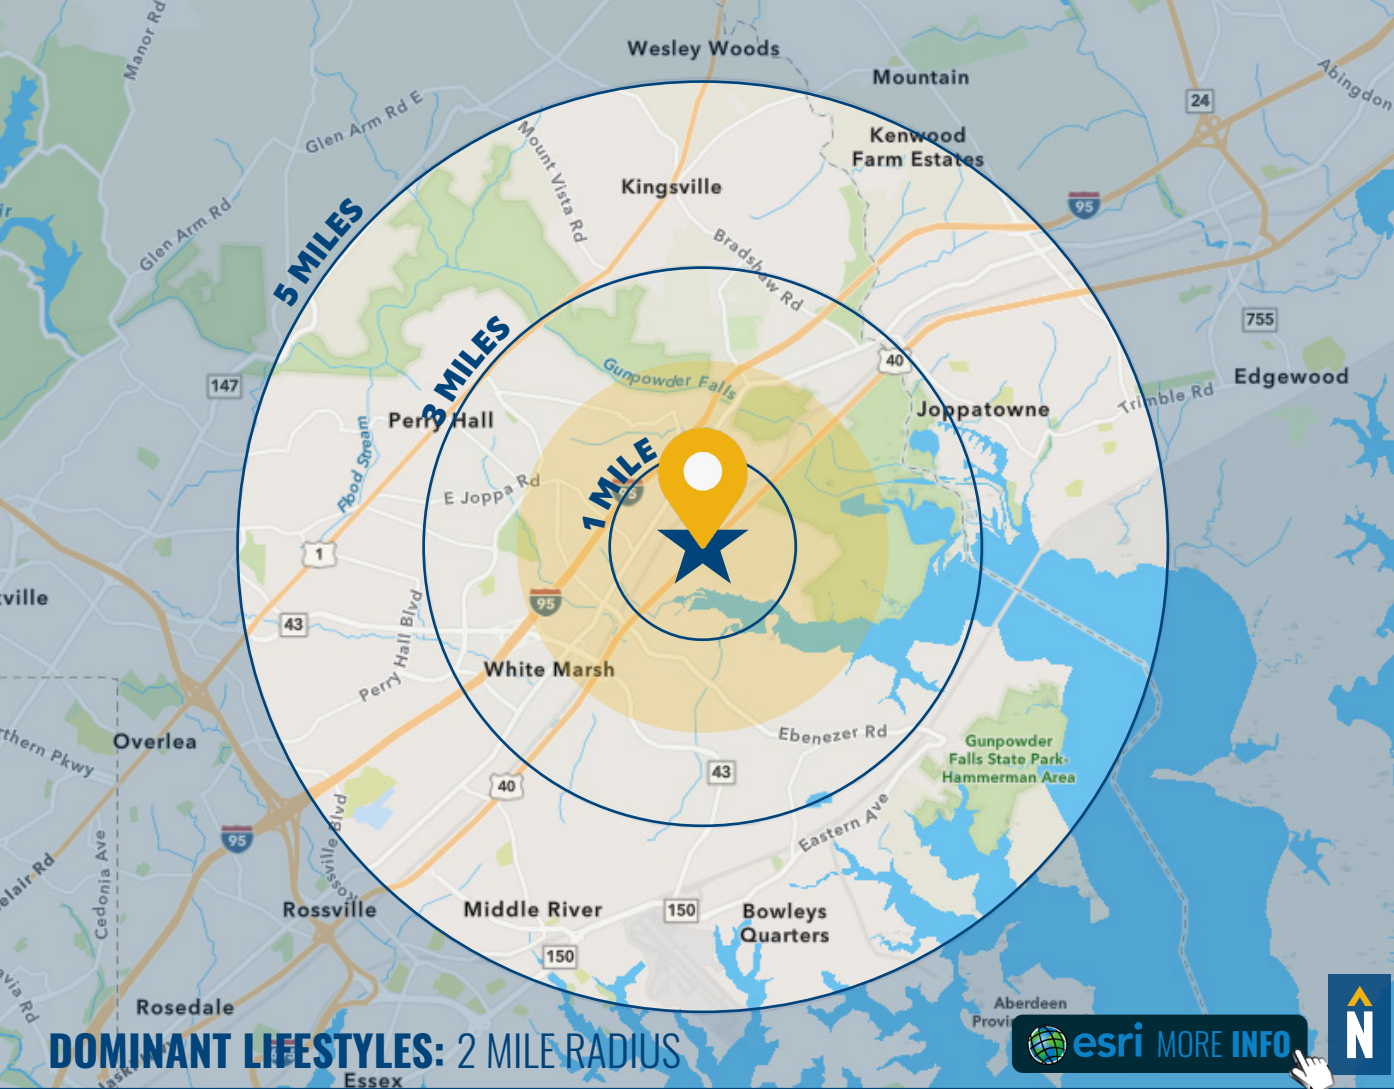 Wesley Woods
Manor Rd
Mountain
Abingdon
24
Glen Arm Rd E
Mount Vista Rd
Kenwood
Farm Estates
Kingsville
95
5 MILES
Glen Arm Rd
Bradshaw Rd
755
3 MILES
Gunpowder Falls
40
147
Edgewood
Trimble Rd
Perry Hall
Joppatowne
Flood Stream
1 MILE
E Joppa Rd
1
95
43
Perry Hall Blvd
White Marsh
Overlea
Ebenezer Rd
Gunpowder
Falls State Park-
Hammerman Area
43
40
95
Eastern Ave
Cedonia Ave
Middle River
150
Bowleys
Quarters
Rossville
150
Rosedale
Aberdeen
DOMINANT LIFESTYLES: 2 MILE RADIUS
esri MORE INFO
N
Essex